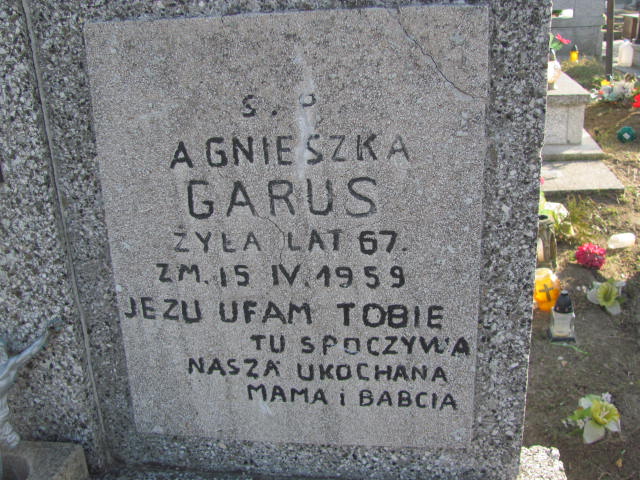 Ś. P.
AGNIESZKA
GARUS
ŻYŁA LAT 67.
ZM. 15 IV. 1959
JEZU UFAM TOBIE
TU SPOCZYWA
NASZA UKOCHANA
MAMA i BABCIA